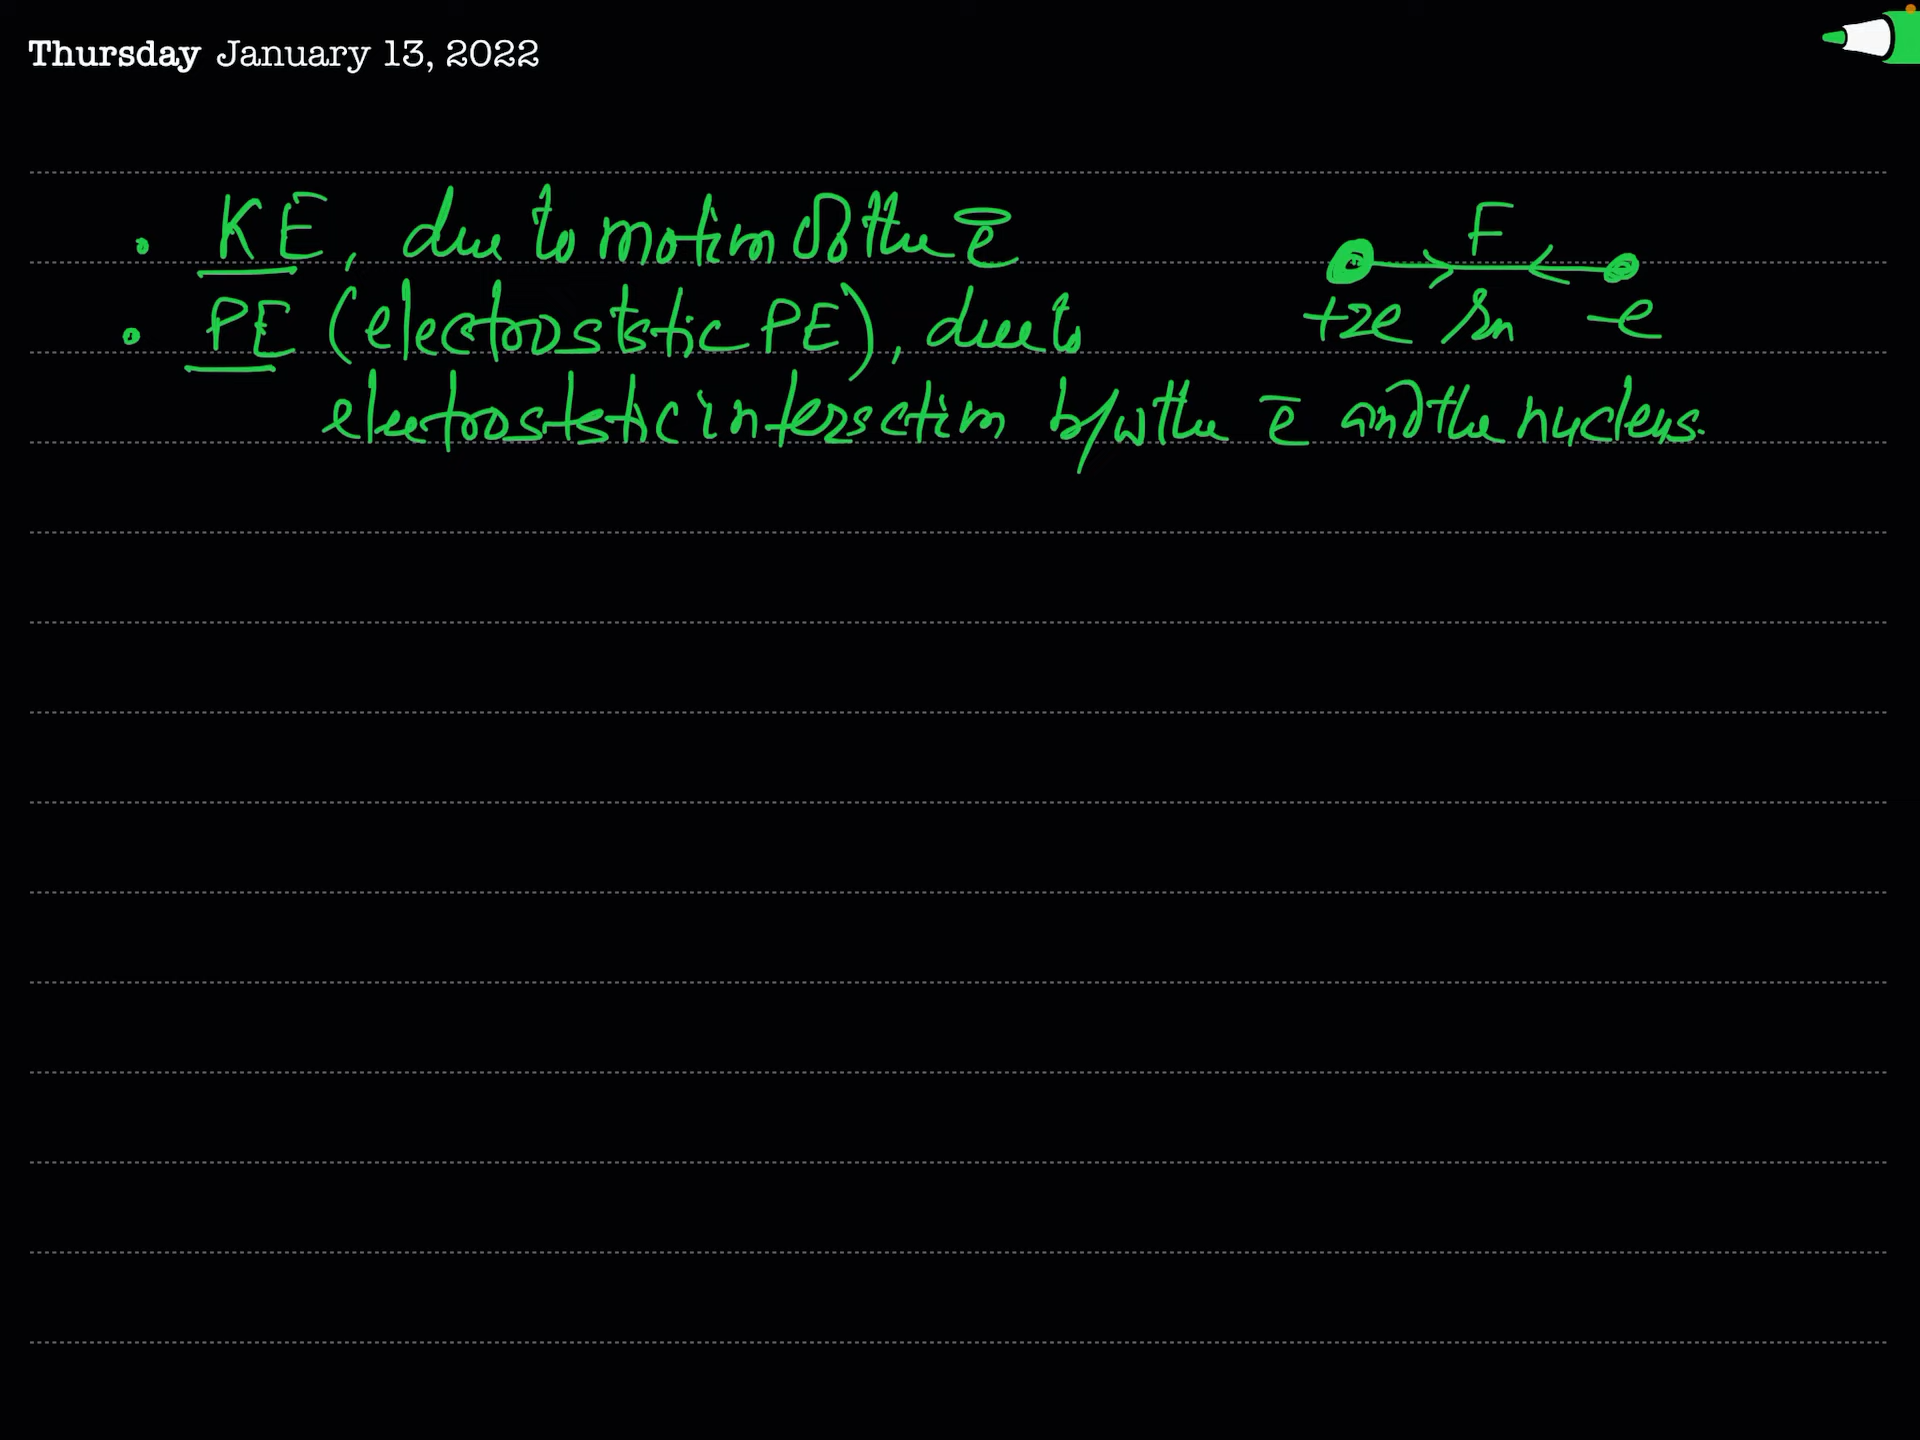 Thursday January 13, 2022
• KE, due to motion of the e̅
F
+ze rn -e
• PE (electrostatic PE), due to
electrostatic interaction b/w the e̅ and the nucleus.